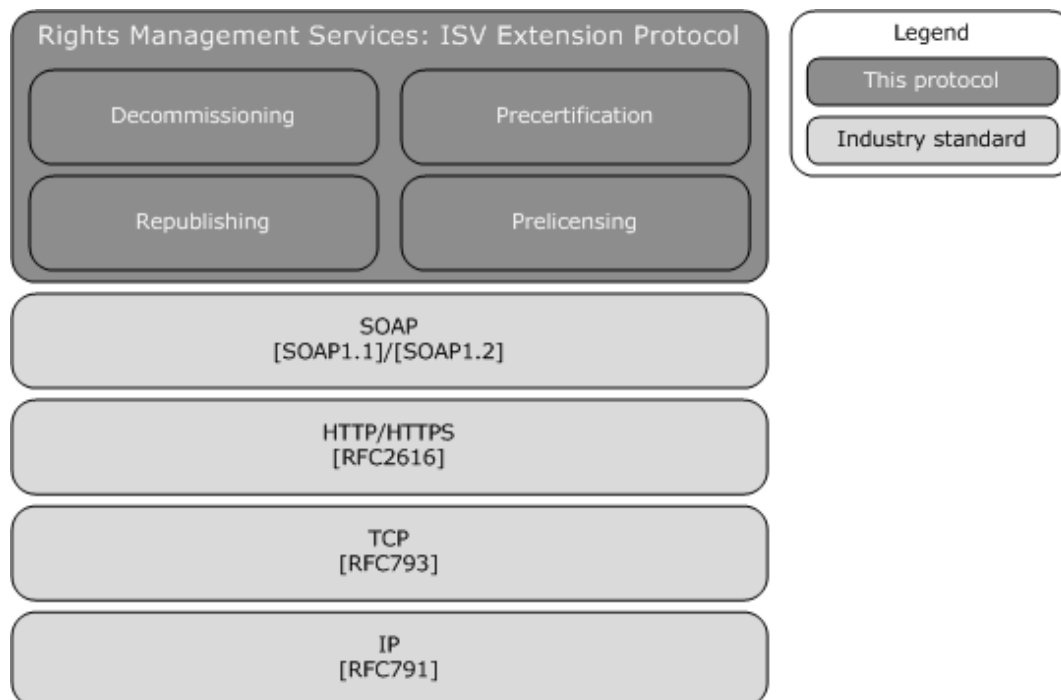 Rights Management Services: ISV Extension Protocol
Decommissioning
Precertification
Republishing
Prelicensing
SOAP
[SOAP1.1]/[SOAP1.2]
HTTP/HTTPS
[RFC2616]
TCP
[RFC793]
IP
[RFC791]
Legend
This protocol
Industry standard